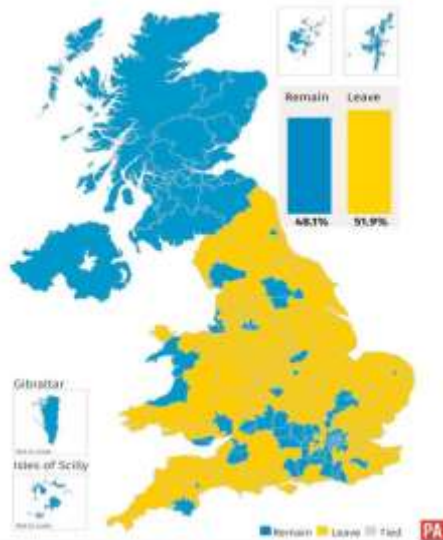 Remain Leave
48.1% 51.9%
Gibraltar
Isles of Scilly
Remain Leave Tied
PA